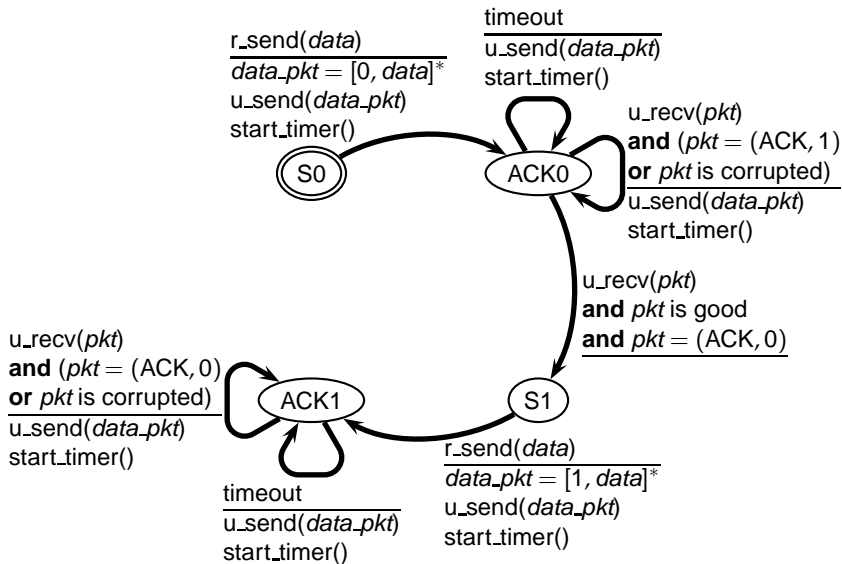 r_send(data)
data_pkt = [0, data]*
u_send(data_pkt)
start_timer()
timeout
u_send(data_pkt)
start_timer()
S0
ACK0
u_recv(pkt)
and (pkt = (ACK, 1)
or pkt is corrupted)
u_send(data_pkt)
start_timer()
u_recv(pkt)
and pkt is good
and pkt = (ACK, 0)
u_recv(pkt)
and (pkt = (ACK, 0)
or pkt is corrupted)
u_send(data_pkt)
start_timer()
ACK1
S1
timeout
u_send(data_pkt)
start_timer()
r_send(data)
data_pkt = [1, data]*
u_send(data_pkt)
start_timer()